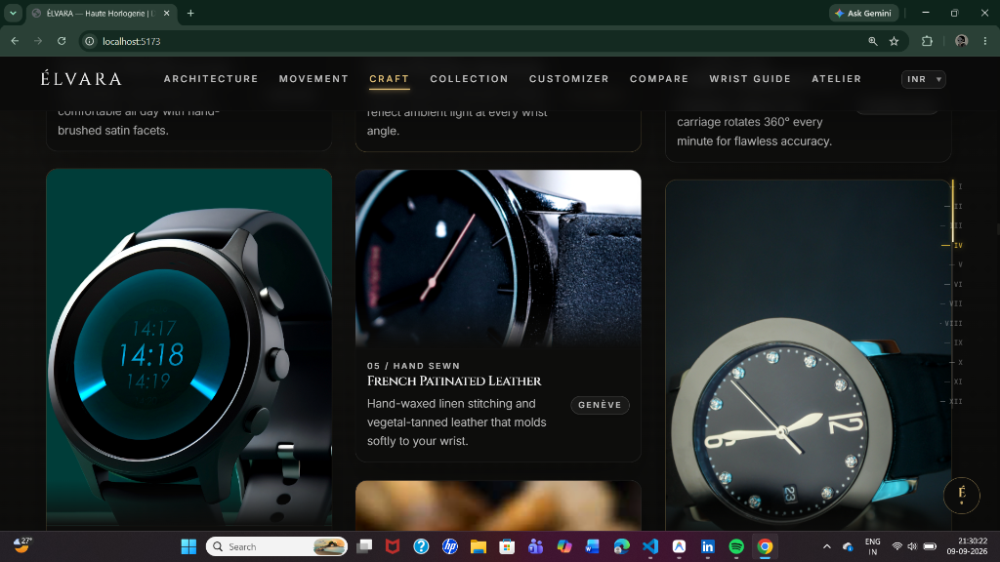 ÉLVARA — Haute Horlogerie |
Ask Gemini
localhost:5173
ÉLVARA
ARCHITECTURE
MOVEMENT
CRAFT
COLLECTION
CUSTOMIZER
COMPARE
WRIST GUIDE
ATELIER
INR
comfortable all day with hand-
brushed satin facets.
reflect ambient light at every wrist
angle.
carriage rotates 360° every
minute for flawless accuracy.
14:17
14:18
14:19
05 / HAND SEWN
FRENCH PATINATED LEATHER
Hand-waxed linen stitching and
vegetal-tanned leather that molds
softly to your wrist.
GENÈVE
12
6
23
I
II
III
IV
V
VI
VII
VIII
IX
X
XI
XII
É
27°
Search
ENG
IN
21:30:22
09-09-2026